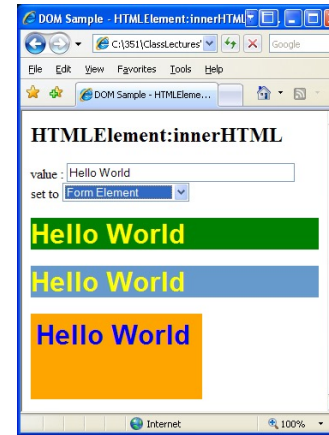 DOM Sample - HTMLElement:innerHTML
C:\351\ClassLectures'
Google
File Edit View Favorites Tools Help
DOM Sample - HTMLEleme...
HTMLElement:innerHTML
value : Hello World
set to Form Element
Hello World
Hello World
Hello World
Internet 100%